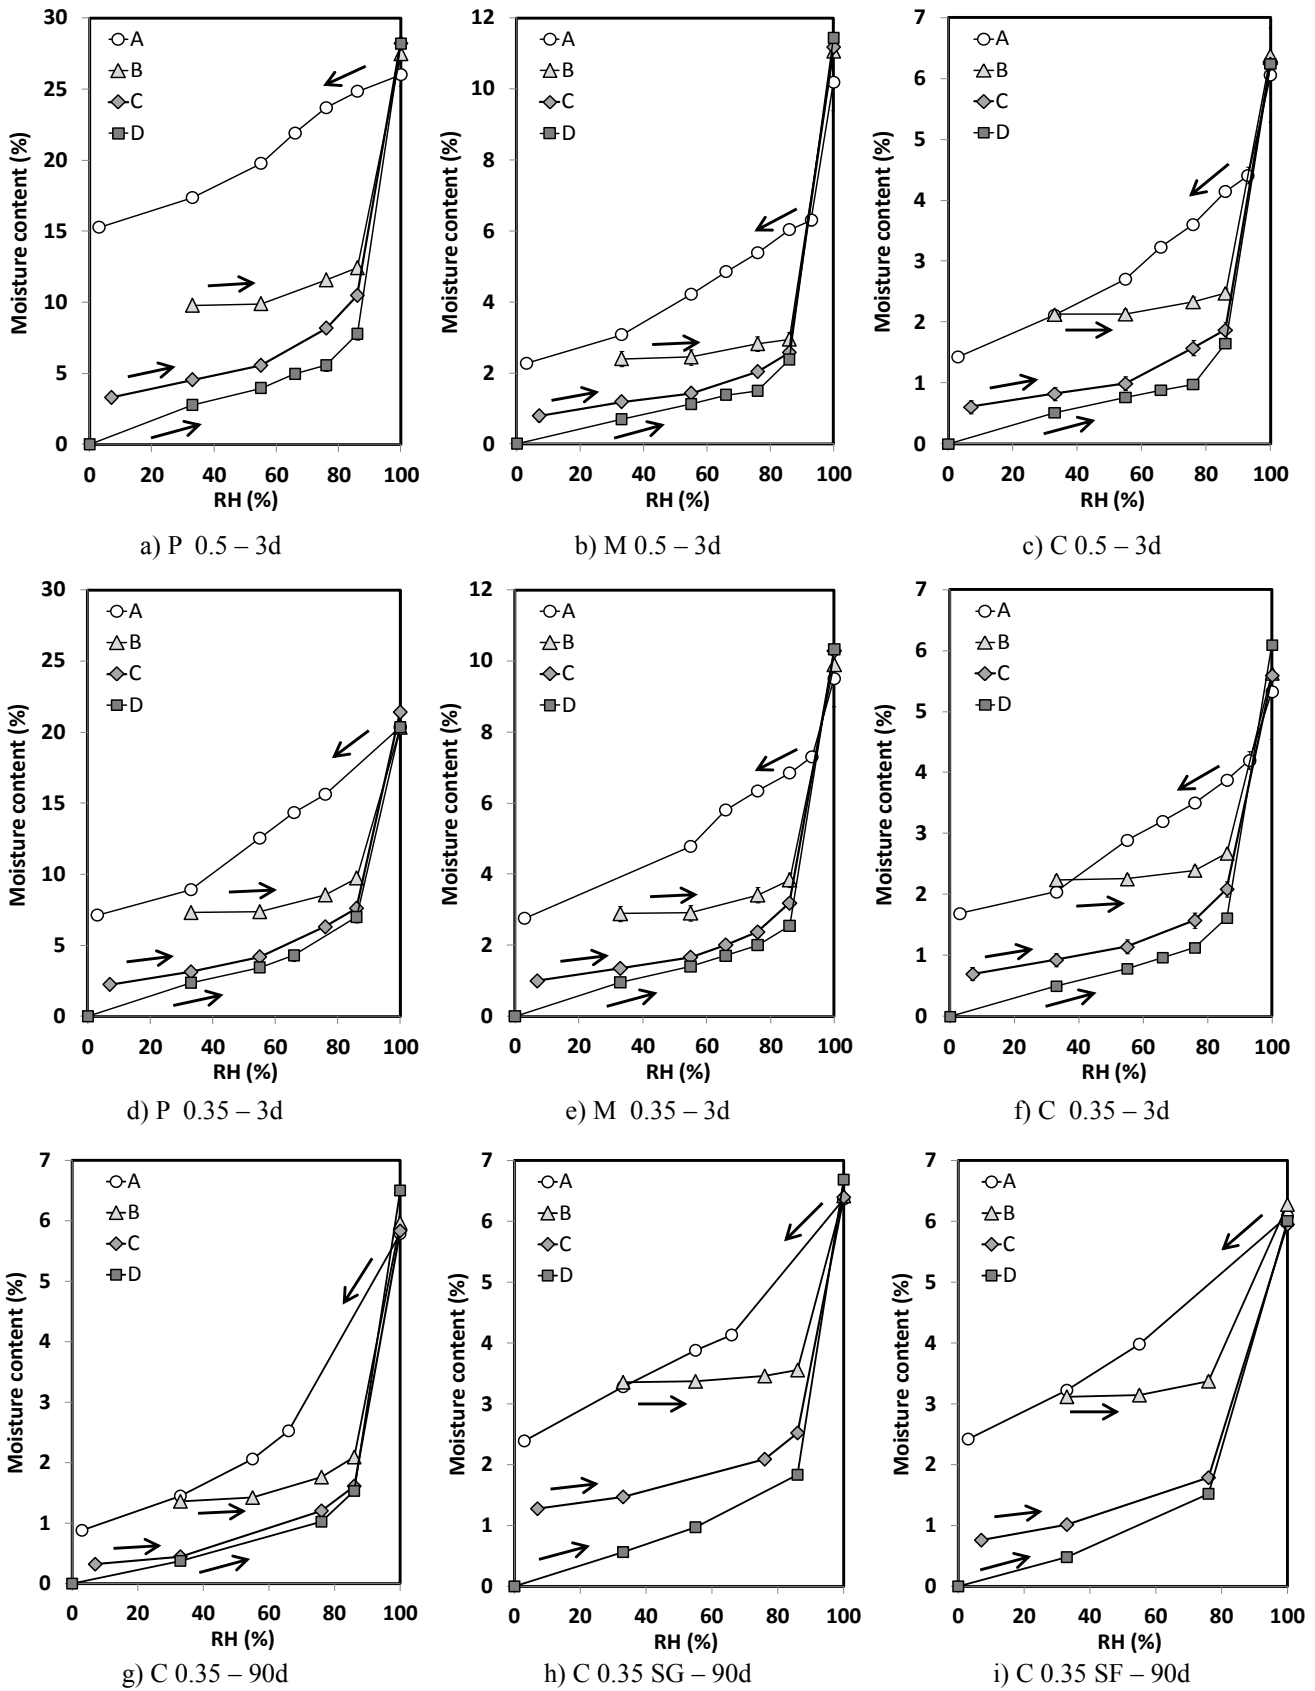 30
25
20
15
10
5
0
Moisture content (%)
A
B
C
D
0 20 40 60 80 100
RH (%)
a) P 0.5 – 3d
12
10
8
6
4
2
0
Moisture content (%)
A
B
C
D
0 20 40 60 80 100
RH (%)
b) M 0.5 – 3d
7
6
5
4
3
2
1
0
Moisture content (%)
A
B
C
D
0 20 40 60 80 100
RH (%)
c) C 0.5 – 3d
30
25
20
15
10
5
0
Moisture content (%)
A
B
C
D
0 20 40 60 80 100
RH (%)
d) P 0.35 – 3d
12
10
8
6
4
2
0
Moisture content (%)
A
B
C
D
0 20 40 60 80 100
RH (%)
e) M 0.35 – 3d
7
6
5
4
3
2
1
0
Moisture content (%)
A
B
C
D
0 20 40 60 80 100
RH (%)
f) C 0.35 – 3d
7
6
5
4
3
2
1
0
Moisture content (%)
A
B
C
D
0 20 40 60 80 100
RH (%)
g) C 0.35 – 90d
7
6
5
4
3
2
1
0
Moisture content (%)
A
B
C
D
0 20 40 60 80 100
RH (%)
h) C 0.35 SG – 90d
7
6
5
4
3
2
1
0
Moisture content (%)
A
B
C
D
0 20 40 60 80 100
RH (%)
i) C 0.35 SF – 90d